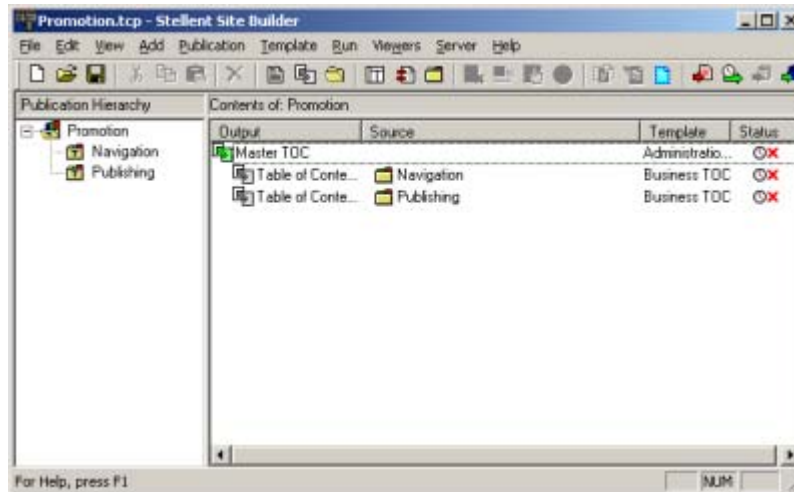 Promotion.tcp - Stellent Site Builder
File Edit View Add Publication Template Run Viewers Server Help
Publication Hierarchy
Contents of: Promotion
Promotion
Navigation
Publishing
Output Source Template Status
Master TOC Administratio...
Table of Conte... Navigation Business TOC
Table of Conte... Publishing Business TOC
For Help, press F1
NUM